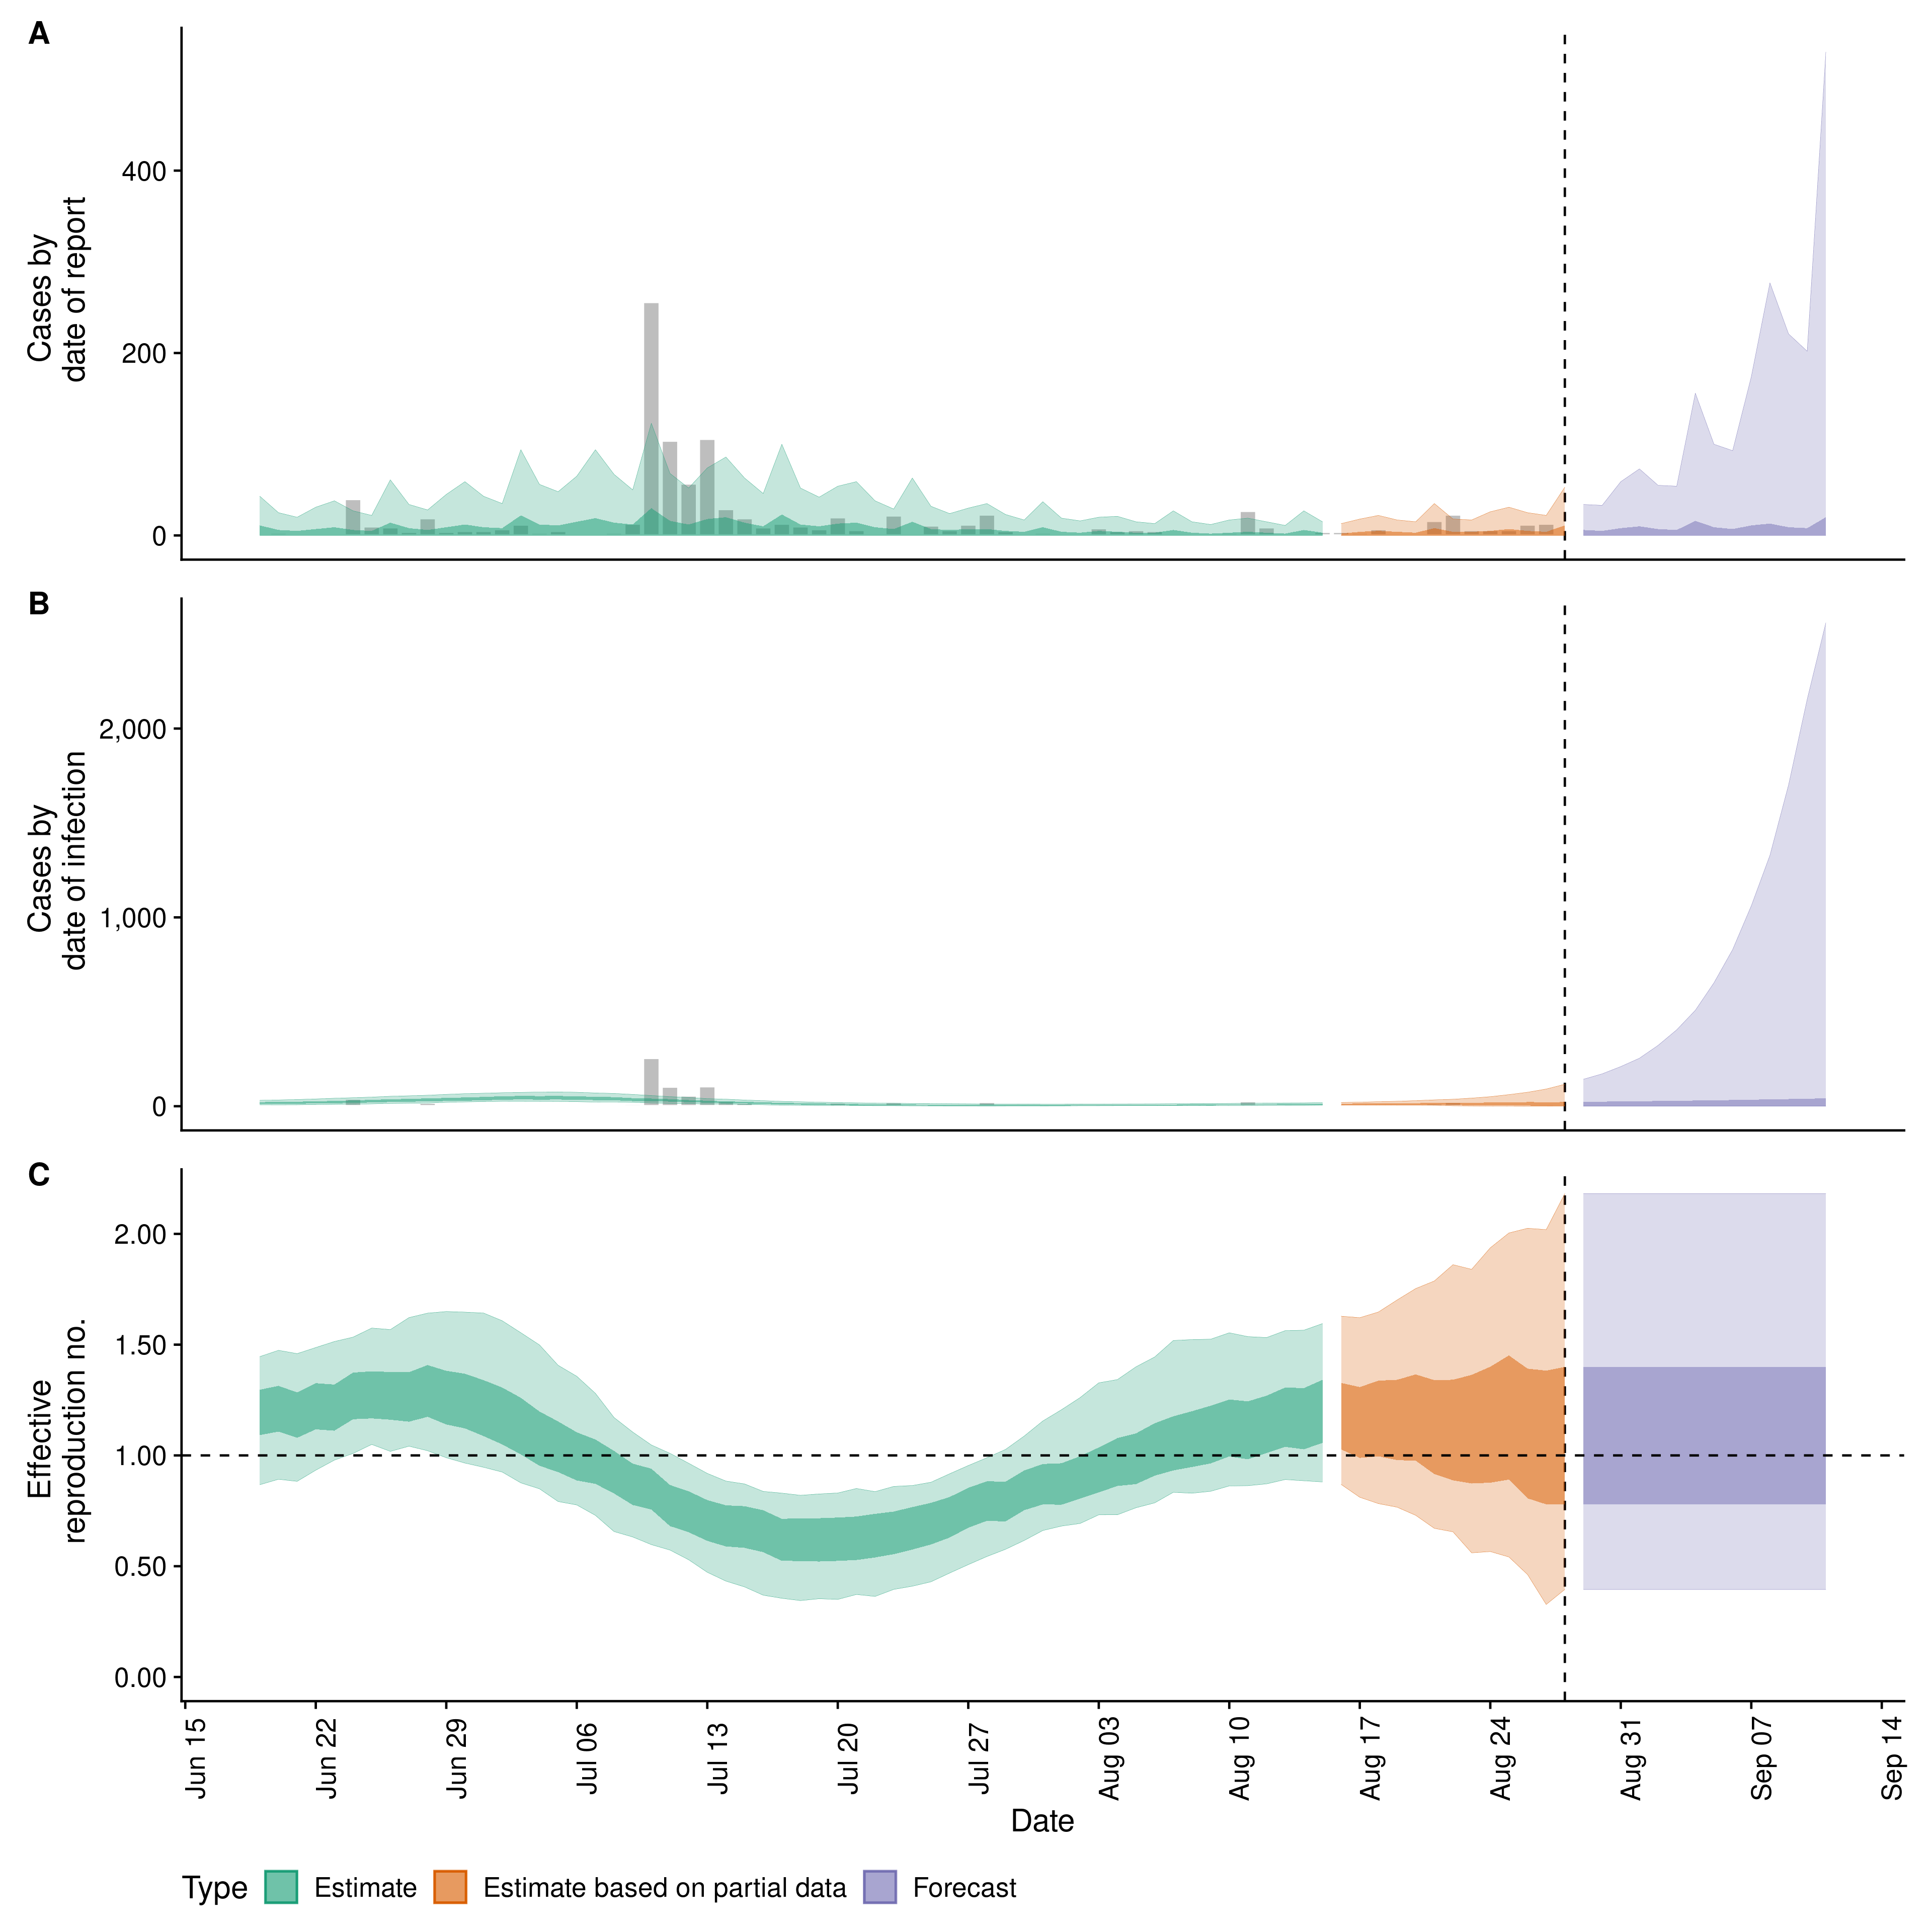 A
Cases by
date of report
400
200
0
B
Cases by
date of infection
2,000
1,000
0
C
Effective
reproduction no.
2.00
1.50
1.00
0.50
0.00
Jun 15
Jun 22
Jun 29
Jul 06
Jul 13
Jul 20
Jul 27
Aug 03
Aug 10
Aug 17
Aug 24
Aug 31
Sep 07
Sep 14
Date
Type Estimate Estimate based on partial data Forecast